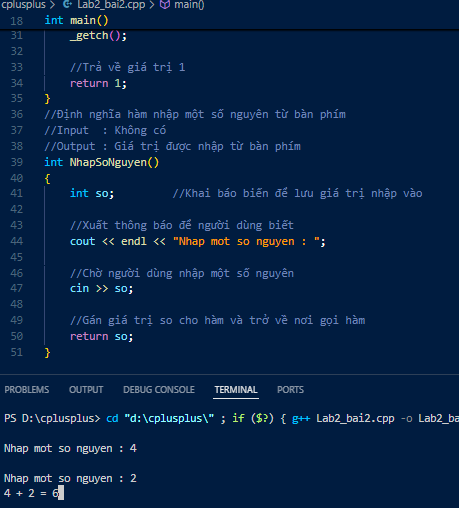 cplusplus > Lab2_bai2.cpp > main()
18 int main()
31 _getch();
32
33 //Trả về giá trị 1
34 return 1;
35 }
36 //Định nghĩa hàm nhập một số nguyên từ bàn phím
37 //Input : Không có
38 //Output : Giá trị được nhập từ bàn phím
39 int NhapSoNguyen()
40 {
41 int so; //Khai báo biến để lưu giá trị nhập vào
42
43 //Xuất thông báo để người dùng biết
44 cout << endl << "Nhap mot so nguyen : ";
45
46 //Chờ người dùng nhập một số nguyên
47 cin >> so;
48
49 //Gán giá trị so cho hàm và trở về nơi gọi hàm
50 return so;
51 }
PROBLEMS OUTPUT DEBUG CONSOLE TERMINAL PORTS
PS D:\cplusplus> cd "d:\cplusplus\" ; if ($?) { g++ Lab2_bai2.cpp -o Lab2_ba
Nhap mot so nguyen : 4
Nhap mot so nguyen : 2
4 + 2 = 6